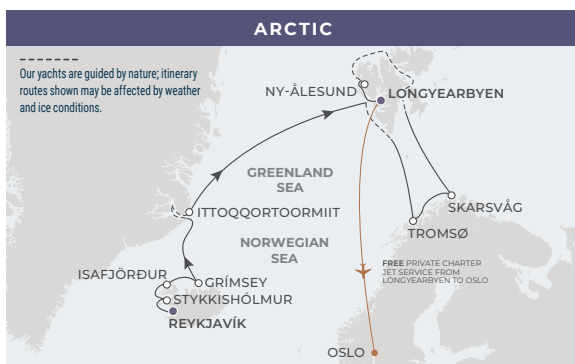 ARCTIC
Our yachts are guided by nature; itinerary
routes shown may be affected by weather
and ice conditions.
NY-ÅLESUND
LONGYEARBYEN
GREENLAND
SEA
ITTOQQORTOORMIIT
SKARSVÅG
TROMSØ
NORWEGIAN
SEA
FREE PRIVATE CHARTER
JET SERVICE FROM
LONGYEARBYEN TO OSLO
ISAFJÖRÐUR
GRÍMSEY
STYKKISHÓLMUR
REYKJAVÍK
OSLO